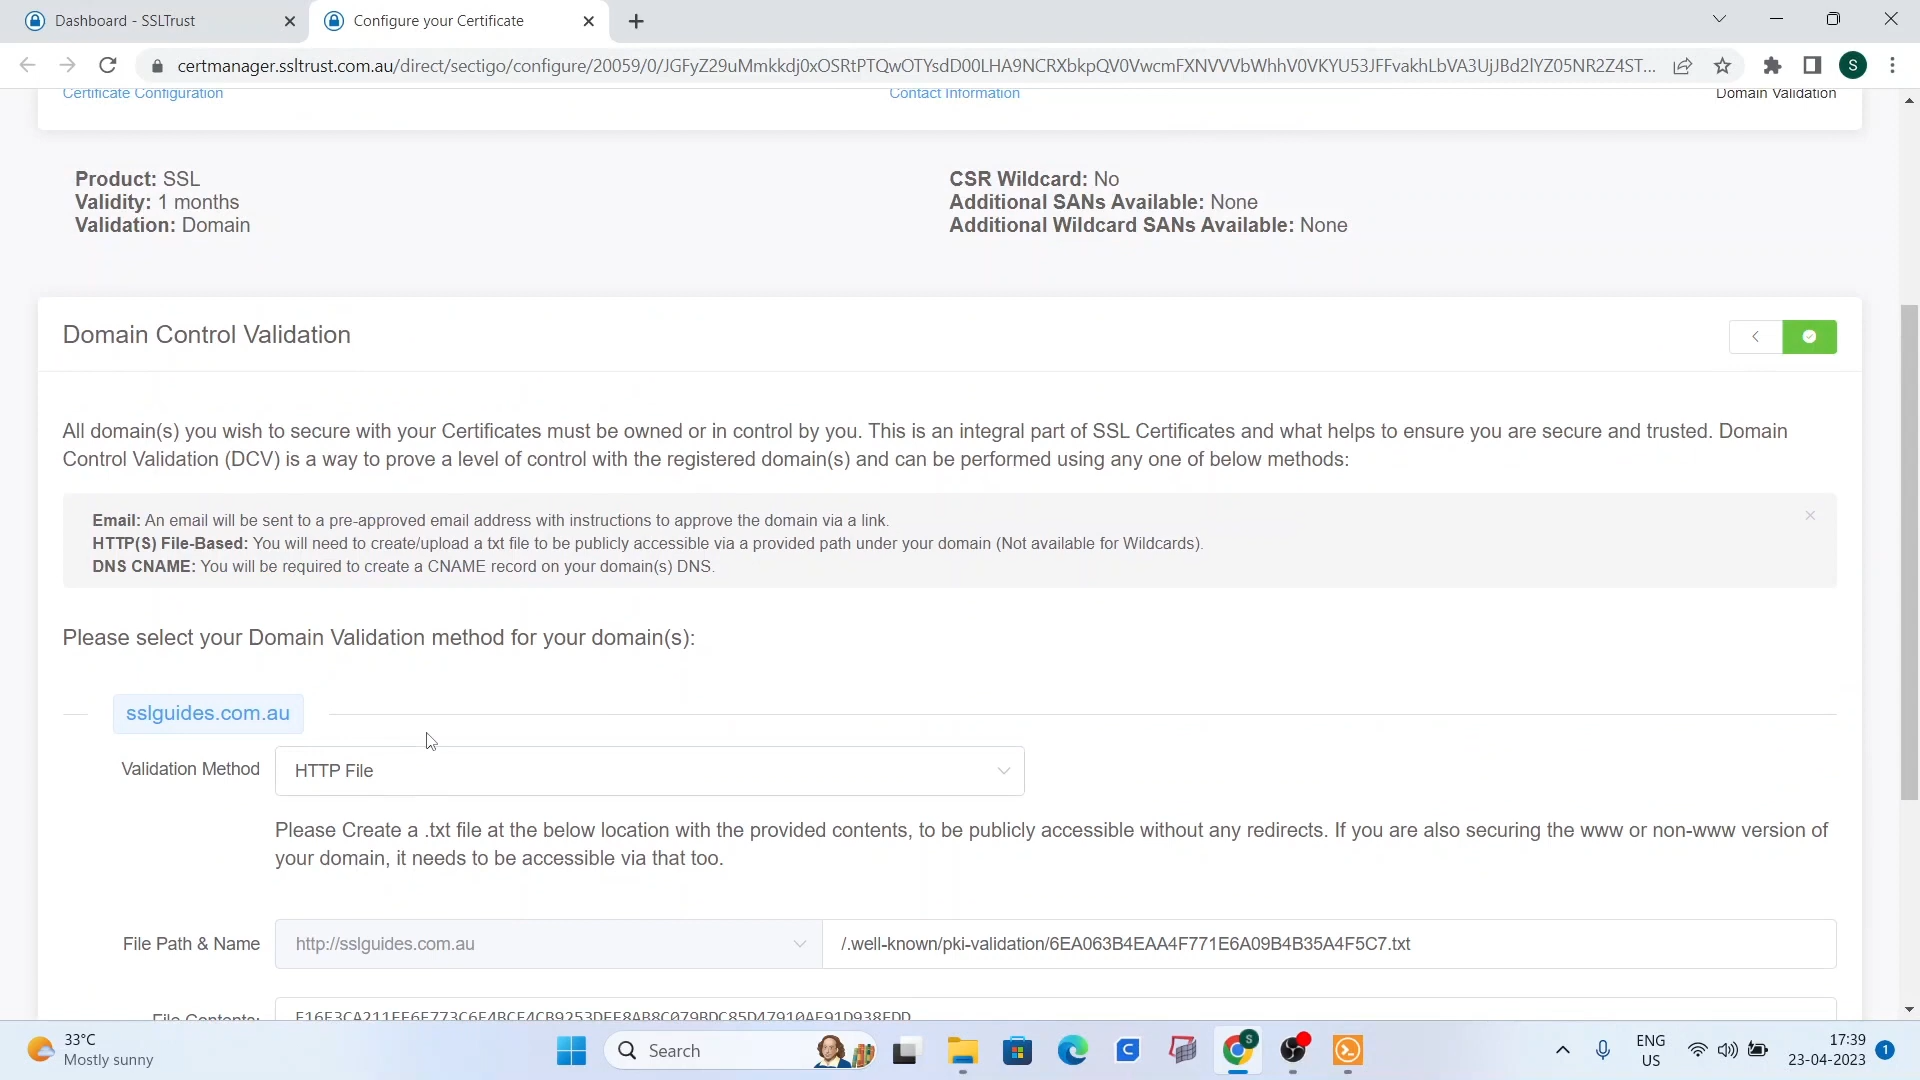 Dashboard - SSLTrust
Configure your Certificate
certmanager.ssltrust.com.au/direct/sectigo/configure/20059/0/JGFyZ29uMmkkdj0xOSRtPTQwOTYsdD00LHA9NCRXbkpQV0VwcmFXNVVVbWhhV0VKYU53JFFvakhLbVA3UjJBd2lYZ05NR2Z4ST...
S
Certificate Configuration
Contact Information
Domain Validation
Product: SSL
Validity: 1 months
Validation: Domain
CSR Wildcard: No
Additional SANs Available: None
Additional Wildcard SANs Available: None
Domain Control Validation
All domain(s) you wish to secure with your Certificates must be owned or in control by you. This is an integral part of SSL Certificates and what helps to ensure you are secure and trusted. Domain
Control Validation (DCV) is a way to prove a level of control with the registered domain(s) and can be performed using any one of below methods:
Email: An email will be sent to a pre-approved email address with instructions to approve the domain via a link.
HTTP(S) File-Based: You will need to create/upload a txt file to be publicly accessible via a provided path under your domain (Not available for Wildcards).
DNS CNAME: You will be required to create a CNAME record on your domain(s) DNS.
Please select your Domain Validation method for your domain(s):
sslguides.com.au
Validation Method
HTTP File
Please Create a .txt file at the below location with the provided contents, to be publicly accessible without any redirects. If you are also securing the www or non-www version of
your domain, it needs to be accessible via that too.
File Path & Name
http://sslguides.com.au
/.well-known/pki-validation/6EA063B4EAA4F771E6A09B4B35A4F5C7.txt
File Contents:
33°C
Mostly sunny
Search
S
ENG
US
17:39
23-04-2023
1